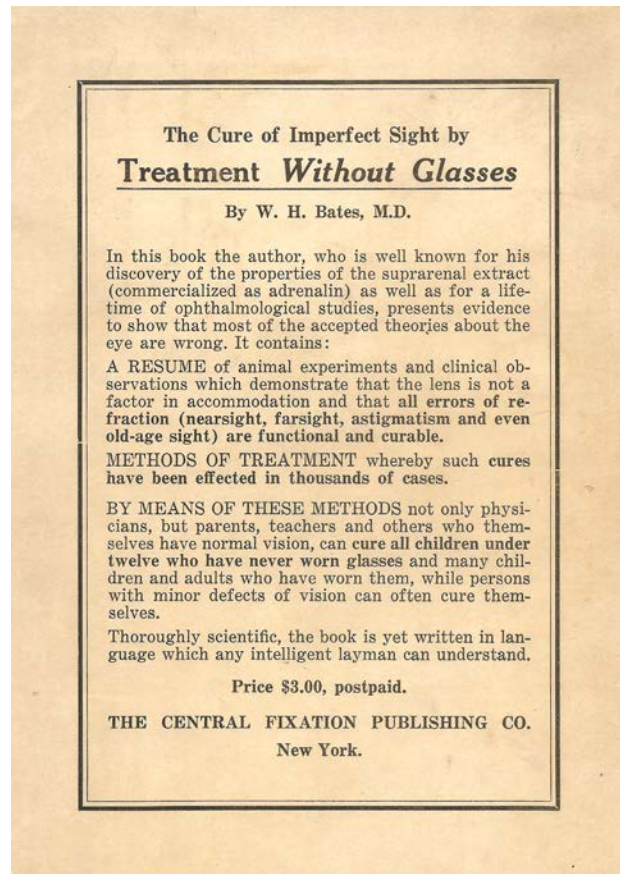 The Cure of Imperfect Sight by
Treatment Without Glasses
By W. H. Bates, M.D.
In this book the author, who is well known for his
discovery of the properties of the suprarenal extract
(commercialized as adrenalin) as well as for a life-
time of ophthalmological studies, presents evidence
to show that most of the accepted theories about the
eye are wrong. It contains:
A RESUME of animal experiments and clinical ob-
servations which demonstrate that the lens is not a
factor in accommodation and that all errors of re-
fraction (nearsight, farsight, astigmatism and even
old-age sight) are functional and curable.
METHODS OF TREATMENT whereby such cures
have been effected in thousands of cases.
BY MEANS OF THESE METHODS not only physi-
cians, but parents, teachers and others who them-
selves have normal vision, can cure all children under
twelve who have never worn glasses and many chil-
dren and adults who have worn them, while persons
with minor defects of vision can often cure them-
selves.
Thoroughly scientific, the book is yet written in lan-
guage which any intelligent layman can understand.
Price $3.00, postpaid.
THE CENTRAL FIXATION PUBLISHING CO.
New York.